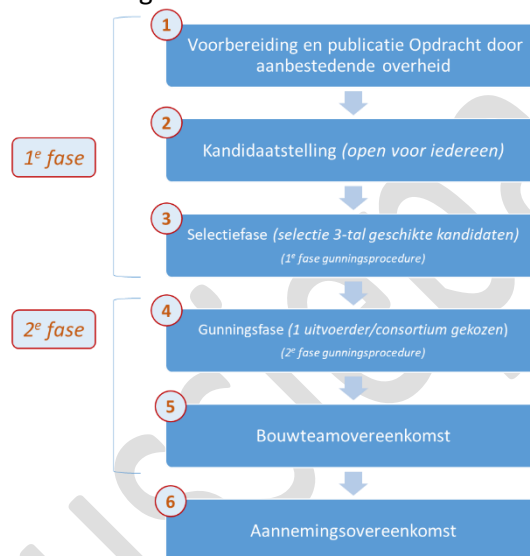 1
Voorbereiding en publicatie Opdracht door
aanbestedende overheid
2
Kandidaatstelling (open voor iedereen)
1e fase
3
Selectiefase (selectie 3-tal geschikte kandidaten)
(1e fase gunningsprocedure)
4
2e fase
Gunningsfase (1 uitvoerder/consortium gekozen)
(2e fase gunningsprocedure)
5
Bouwteamovereenkomst
6
Aannemingsovereenkomst